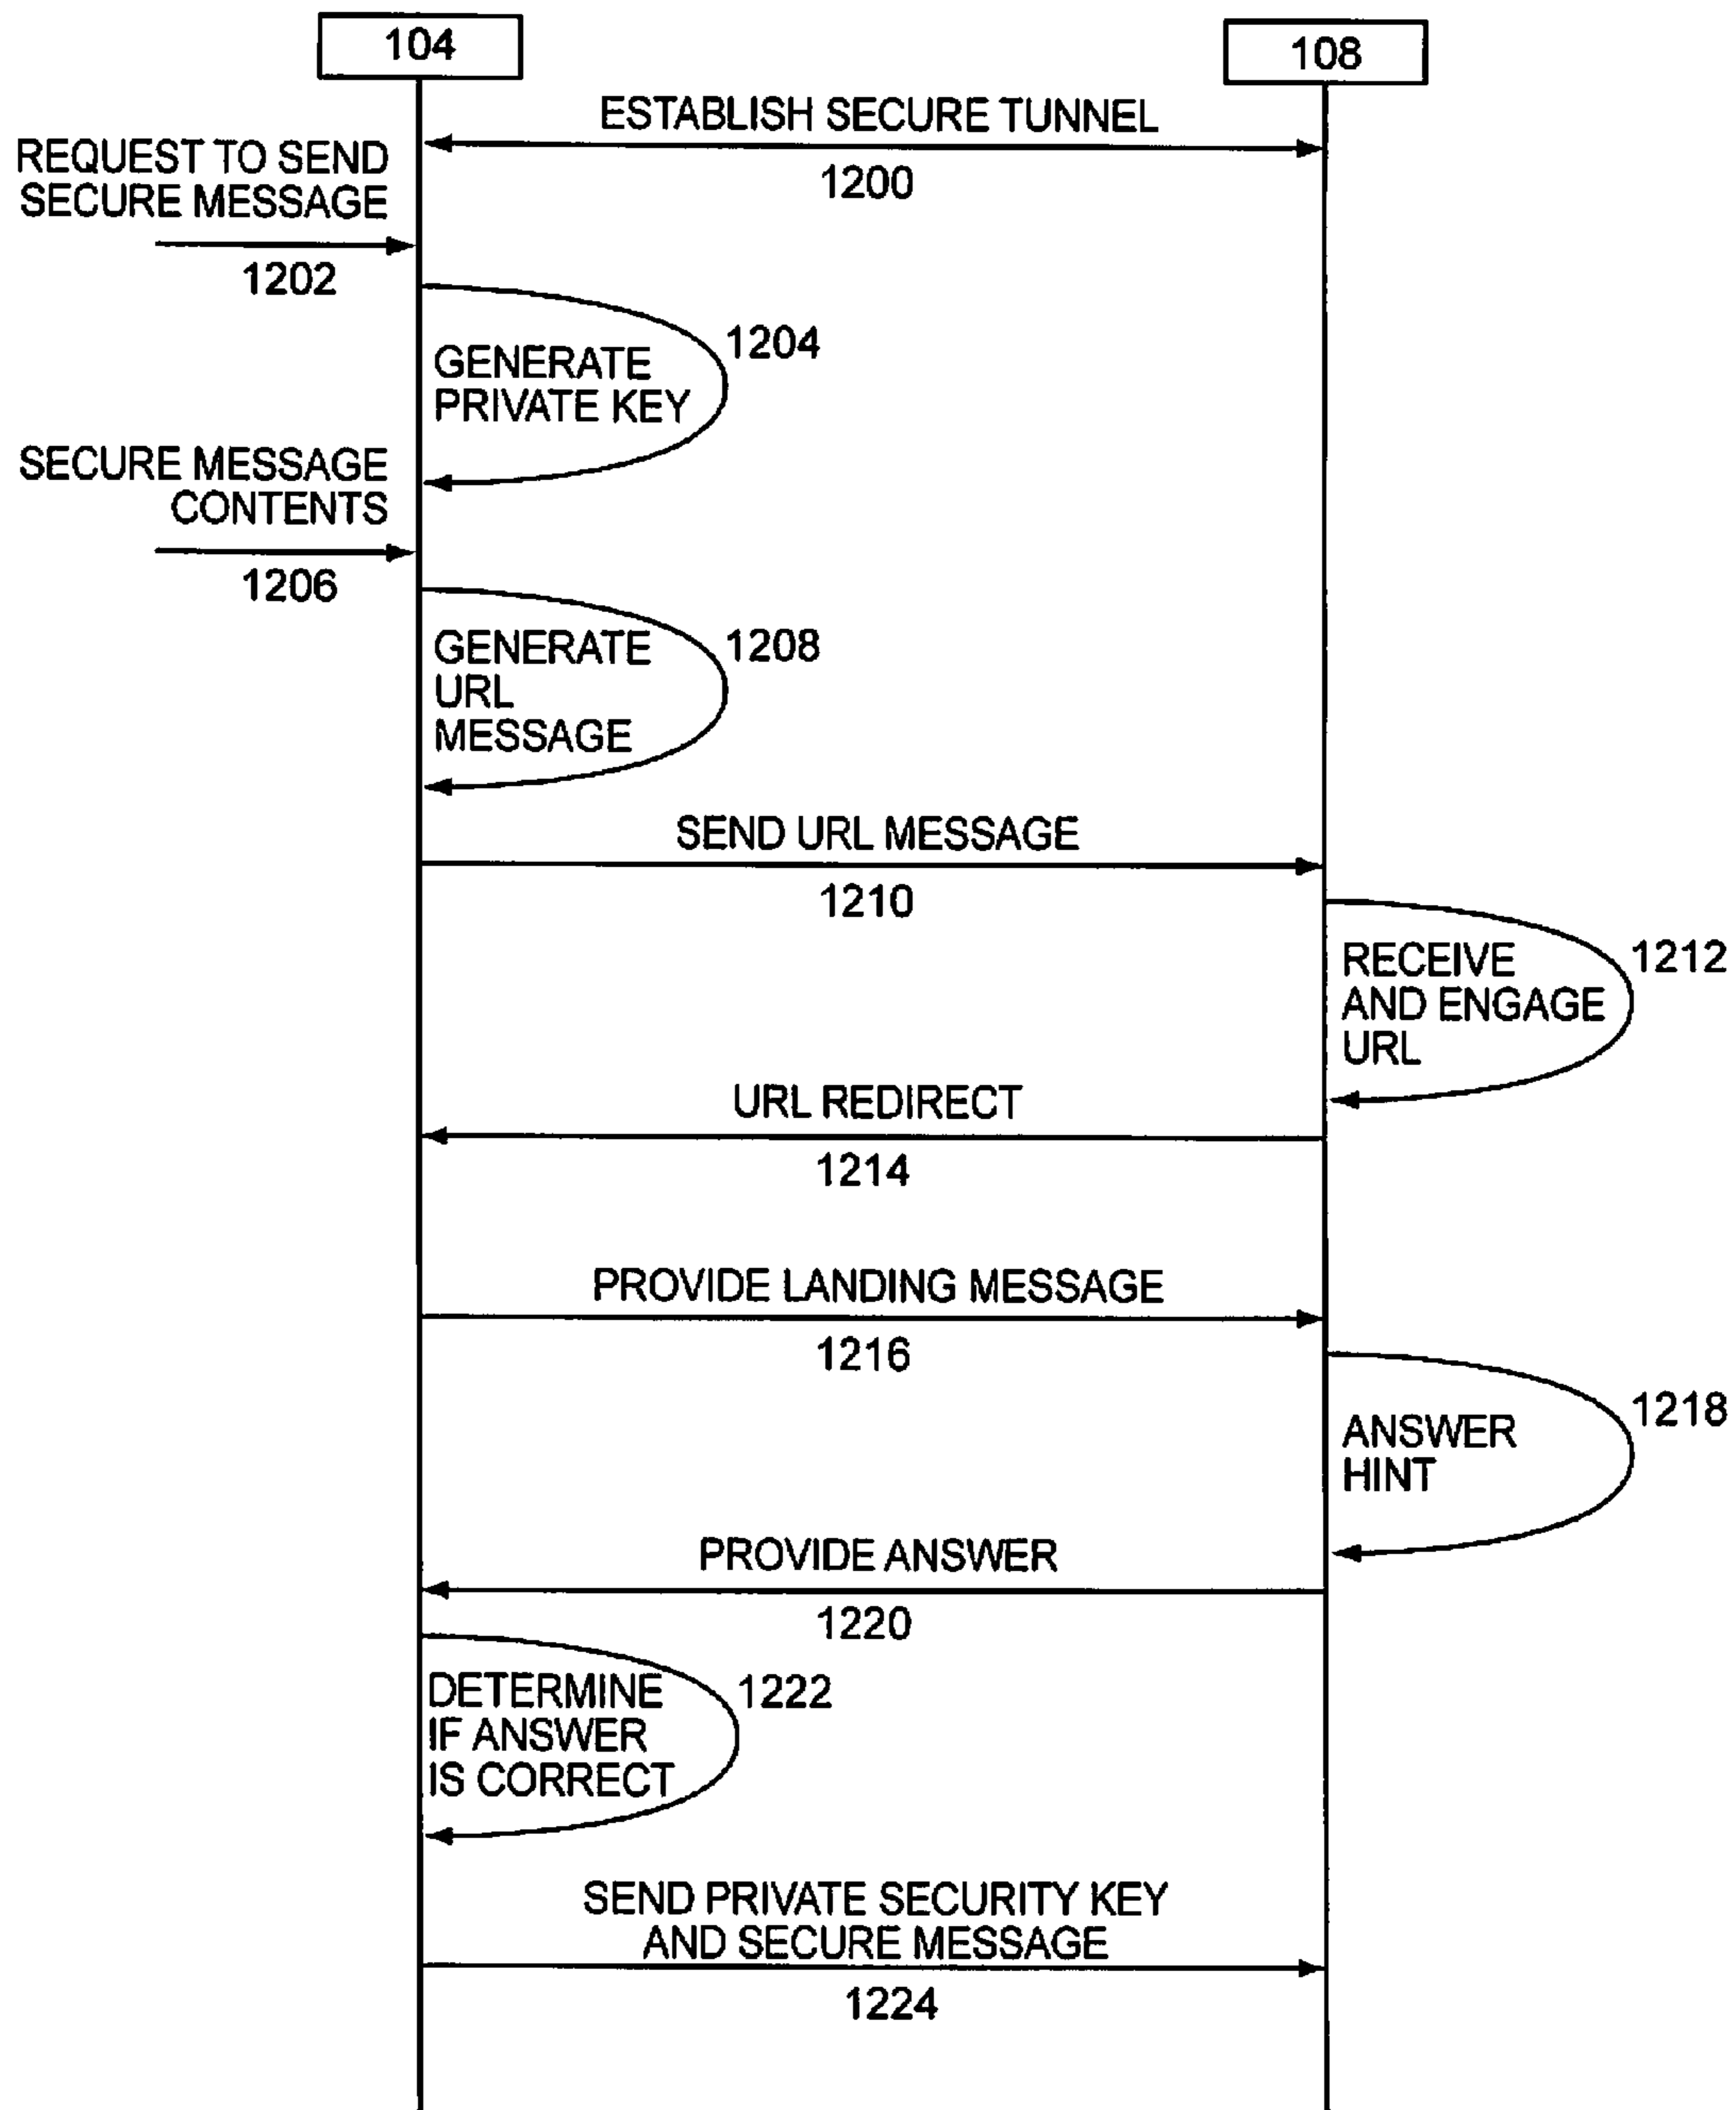 104
108
ESTABLISH SECURE TUNNEL
1200
REQUEST TO SEND
SECURE MESSAGE
1202
GENERATE
PRIVATE KEY
1204
SECURE MESSAGE
CONTENTS
1206
GENERATE
URL
MESSAGE
1208
SEND URL MESSAGE
1210
RECEIVE
AND ENGAGE
URL
1212
URL REDIRECT
1214
PROVIDE LANDING MESSAGE
1216
ANSWER
HINT
1218
PROVIDE ANSWER
1220
DETERMINE
IF ANSWER
IS CORRECT
1222
SEND PRIVATE SECURITY KEY
AND SECURE MESSAGE
1224